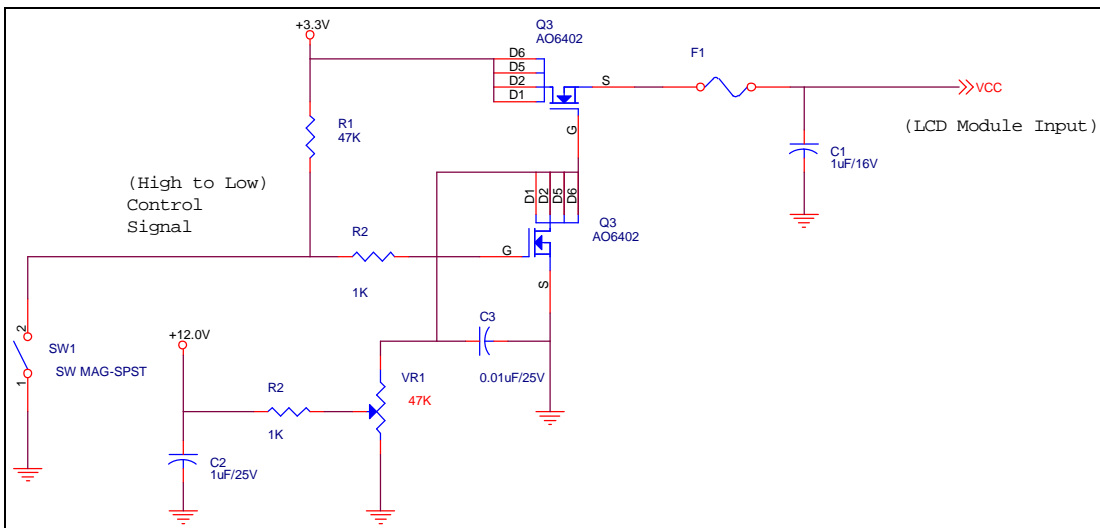 +3.3V
Q3
AO6402
D6
D5
D2
D1
S
G
F1
VCC
(LCD Module Input)
R1
47K
C1
1uF/16V
(High to Low)
Control
Signal
D1
D2
D5
D6
Q3
AO6402
R2
G
1K
S
2
SW1
SW MAG-SPST
1
+12.0V
C3
0.01uF/25V
R2
1K
VR1
47K
C2
1uF/25V